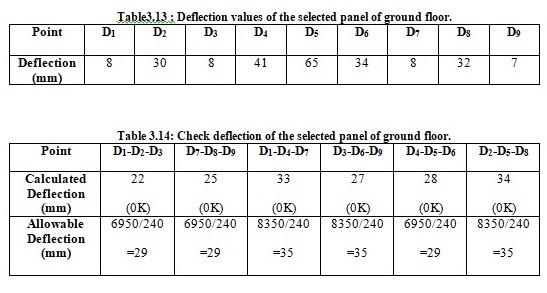 Table3.13 : Deflection values of the selected panel of ground floor.
Point D1 D2 D3 D4 D5 D6 D7 D8 D9
Deflection (mm) 8 30 8 41 65 34 8 32 7
Table 3.14: Check deflection of the selected panel of ground floor.
Point D1-D2-D3 D7-D8-D9 D1-D4-D7 D3-D6-D9 D4-D5-D6 D2-D5-D8
Calculated Deflection (mm) 22 25 33 27 28 34
(0K) (0K) (0K) (0K) (0K) (0K)
Allowable Deflection (mm) 6950/240 6950/240 8350/240 8350/240 6950/240 8350/240
=29 =29 =35 =35 =29 =35